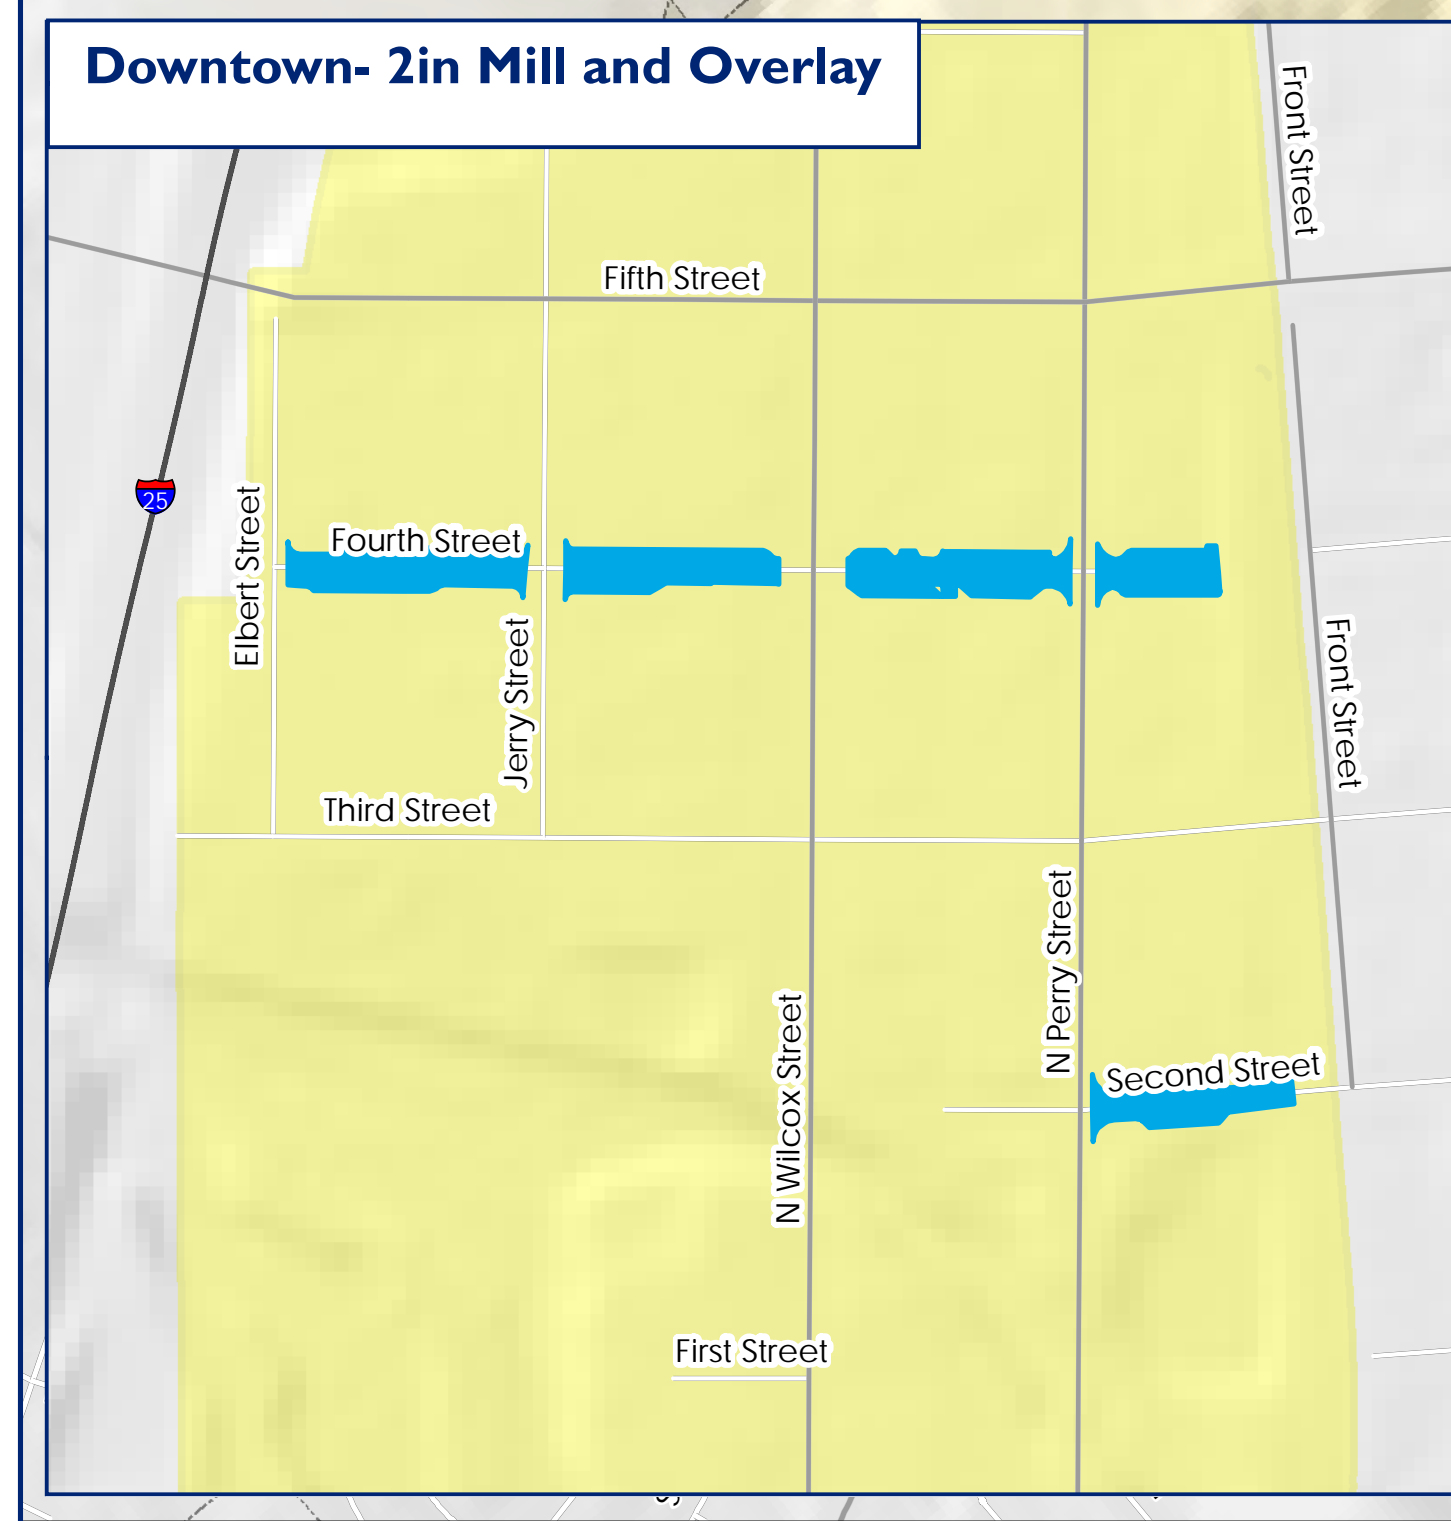 Downtown- 2in Mill and Overlay
Front Street
Fifth Street
25
Elbert Street
Fourth Street
Jerry Street
Front Street
Third Street
N Perry Street
N Wilcox Street
Second Street
First Street